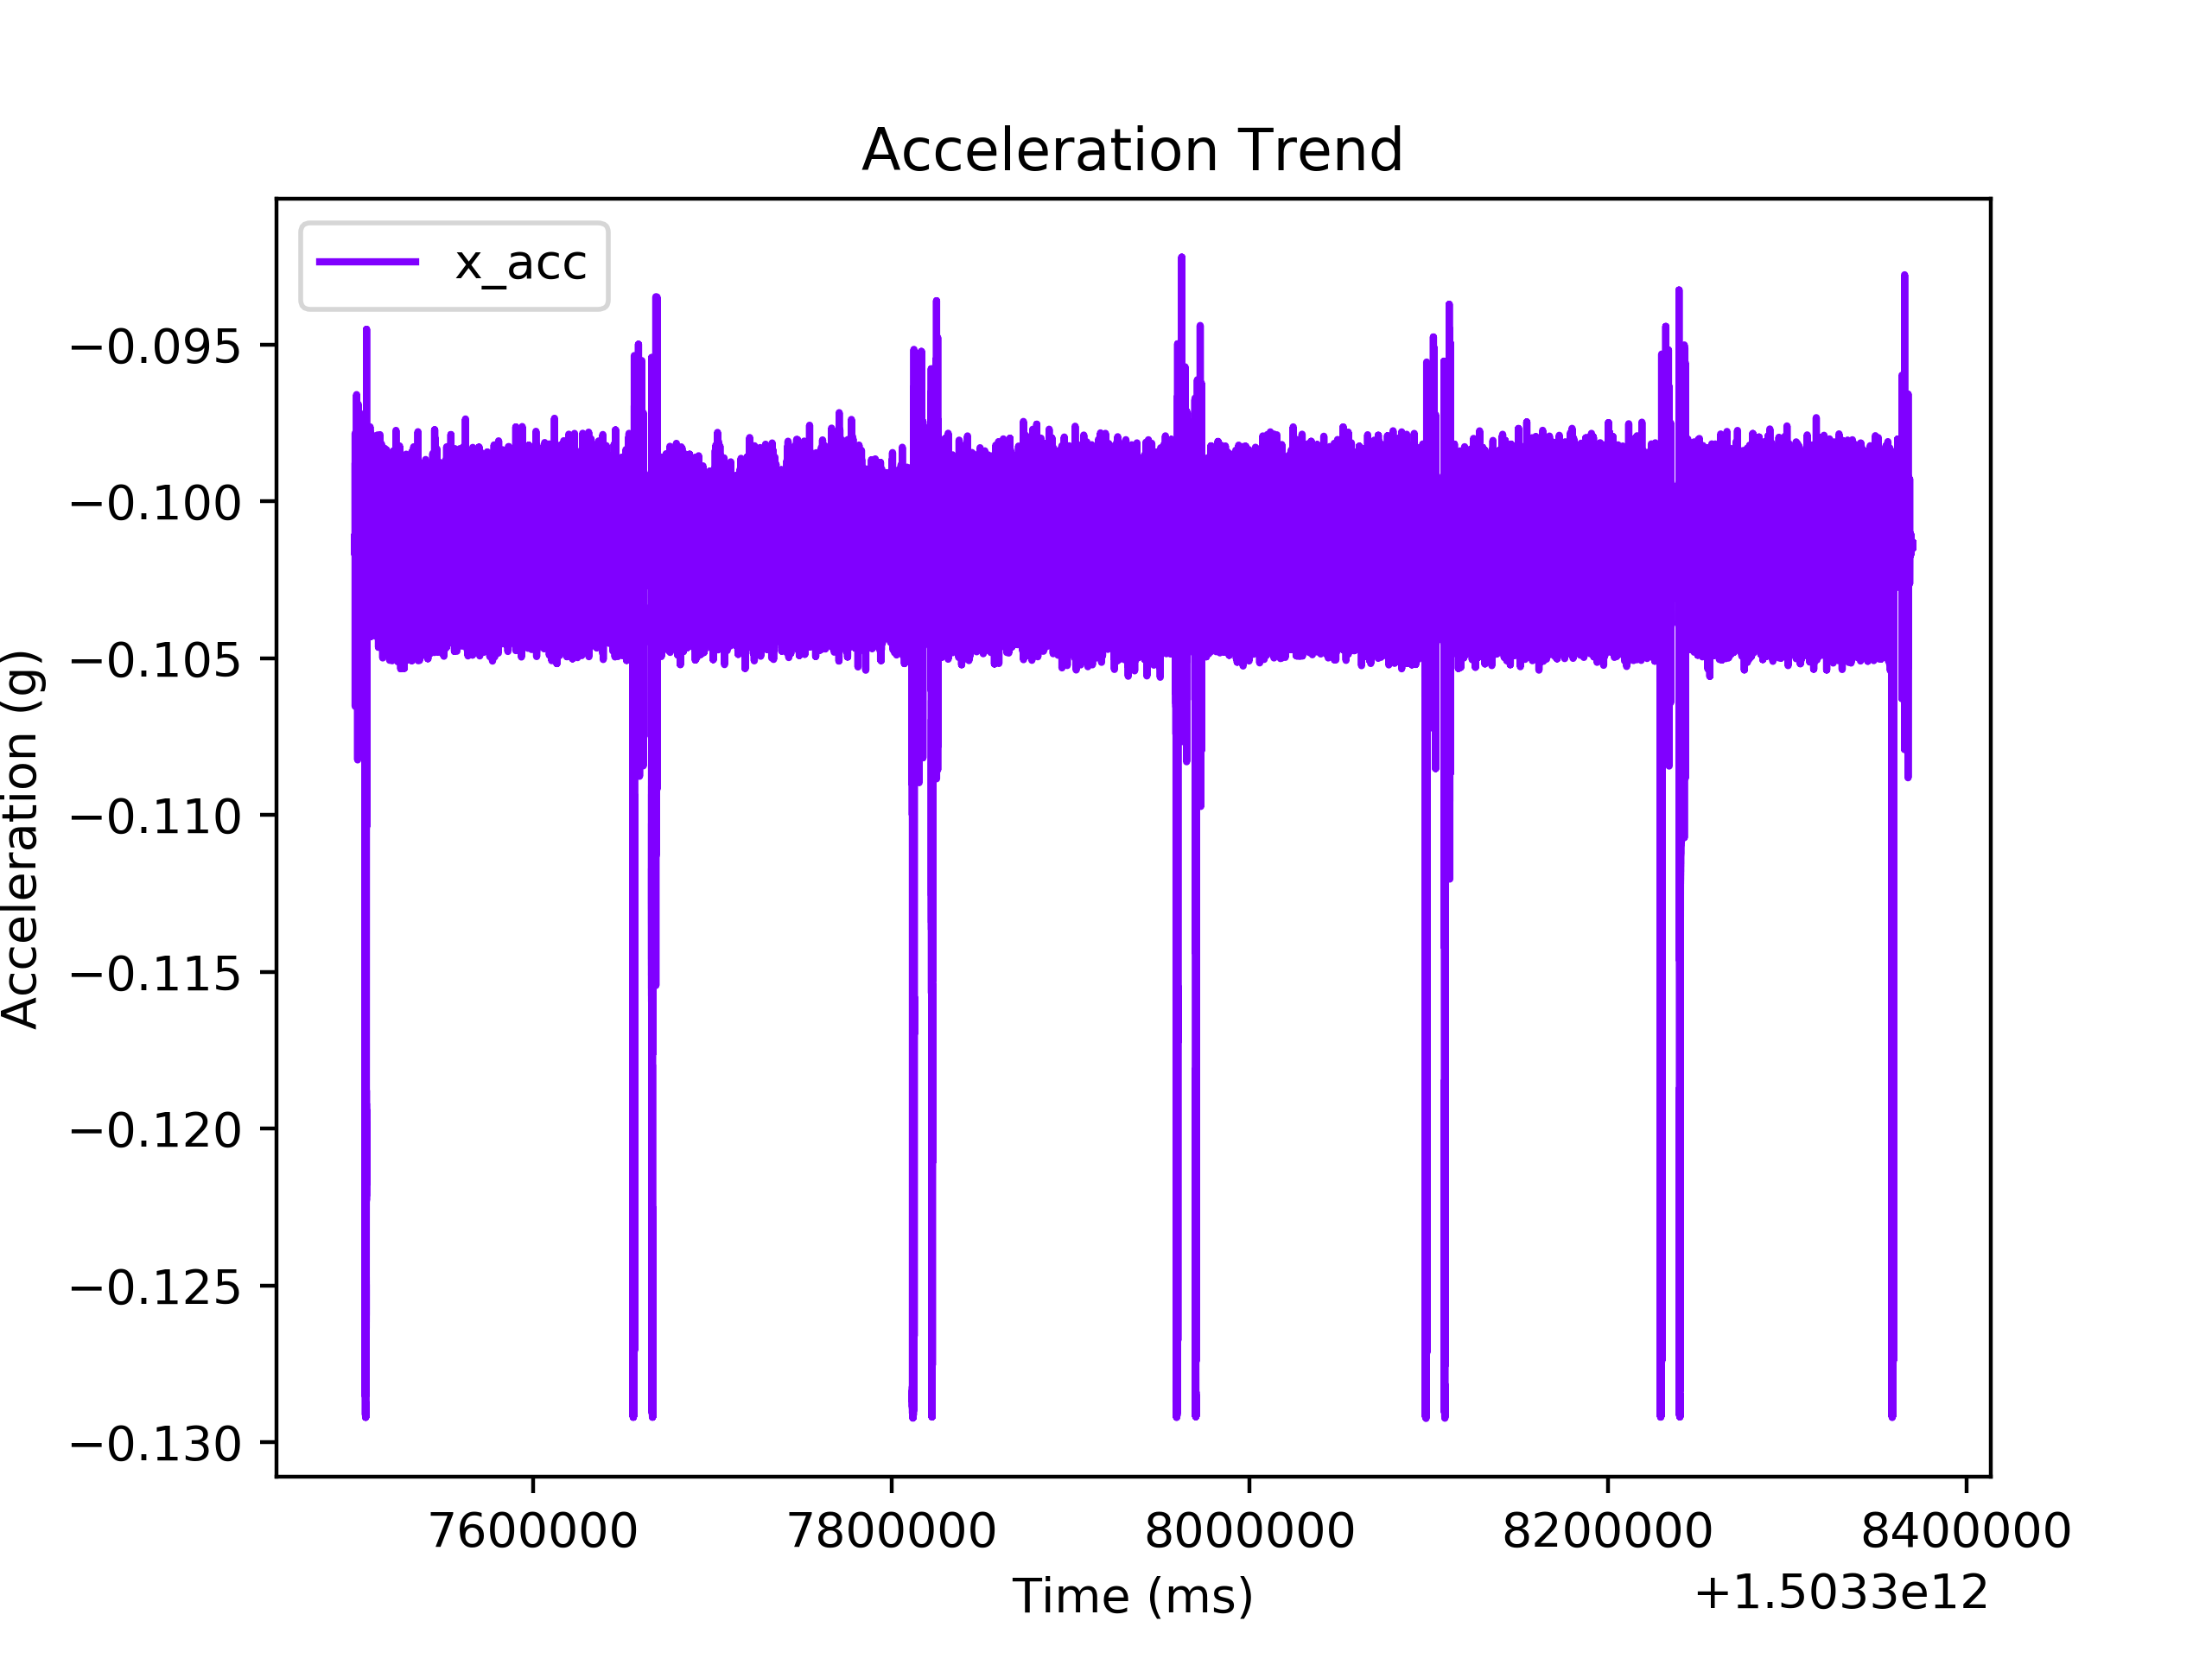 Acceleration Trend
x_acc
−0.095
−0.100
−0.105
−0.110
−0.115
−0.120
−0.125
−0.130
Acceleration (g)
7600000 7800000 8000000 8200000 8400000
Time (ms)
+1.5033e12